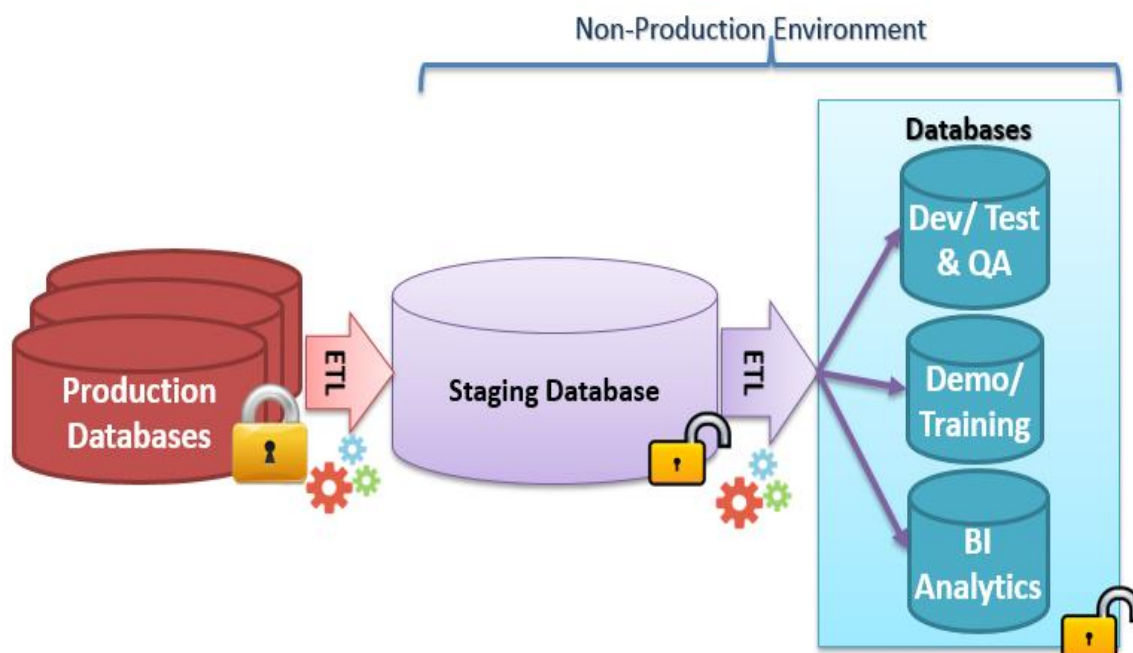 Non-Production Environment
Databases
Dev/ Test
& QA
Production
Databases
ETL
Staging Database
ETL
Demo/
Training
BI
Analytics